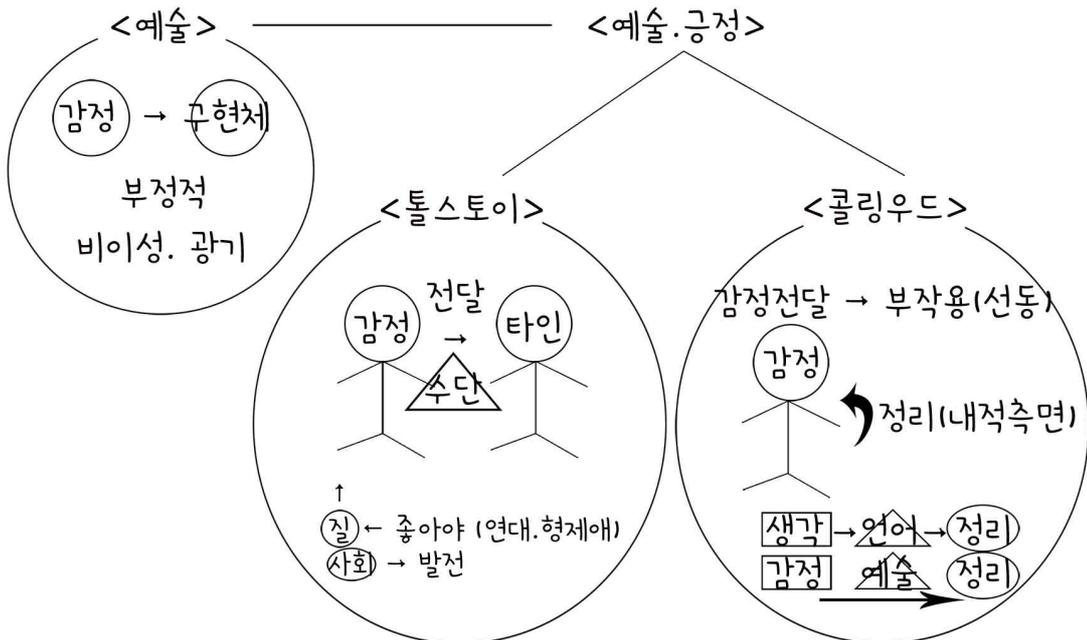 <예술>
<예술.긍정>
감정 → 구현체
부정적
비이성. 광기
<톨스토이>
전달
감정 → 타인
수단
↑
질 ← 좋아야 (연대.형제애)
사회 → 발전
<콜링우드>
감정전달 → 부작용(선동)
감정
정리(내적측면)
생각 → 언어 → 정리
감정 예술 정리